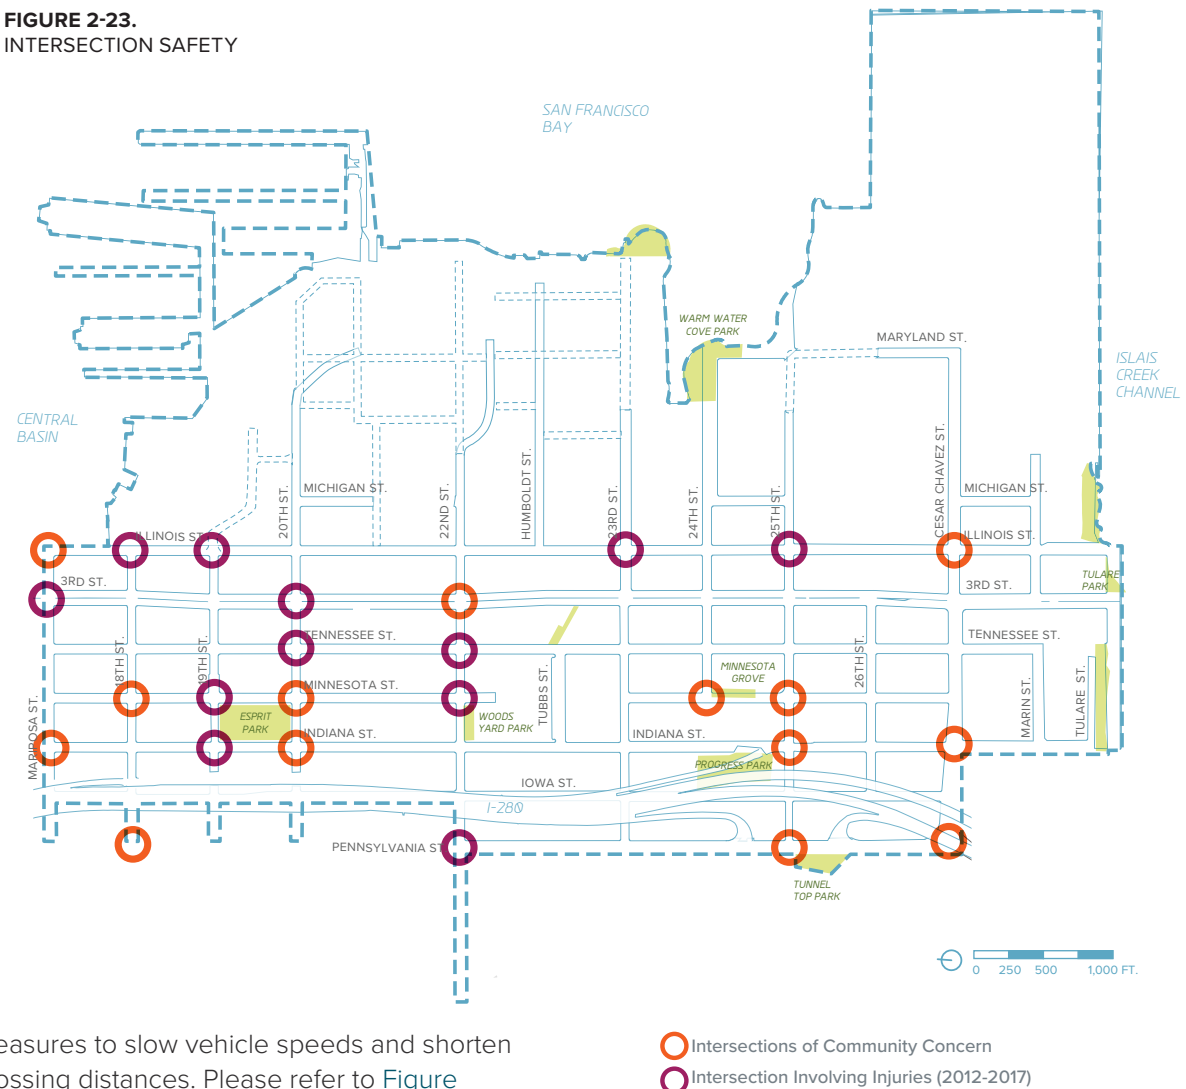 FIGURE 2-23.
INTERSECTION SAFETY
SAN FRANCISCO
BAY
WARM WATER
COVE PARK
MARYLAND ST.
ISLAIS
CREEK
CHANNEL
CENTRAL
BASIN
MICHIGAN ST.
MICHIGAN ST.
20TH ST.
22ND ST.
HUMBOLDT ST.
23RD ST.
24TH ST.
25TH ST.
CESAR CHAVEZ ST.
ILLINOIS ST.
ILLINOIS ST.
3RD ST.
3RD ST.
TULARE
PARK
TENNESSEE ST.
TENNESSEE ST.
18TH ST.
19TH ST.
26TH ST.
MINNESOTA
GROVE
MINNESOTA ST.
MARIPOSA ST.
ESPRIT
PARK
WOODS
YARD PARK
TUBBS ST.
MARIN ST.
TULARE ST.
INDIANA ST.
INDIANA ST.
PROGRESS PARK
IOWA ST.
I-280
PENNSYLVANIA ST
TUNNEL
TOP PARK
0 250 500 1,000 FT.
easures to slow vehicle speeds and shorten
ossing distances. Please refer to Figure
Intersections of Community Concern
Intersection Involving Injuries (2012-2017)